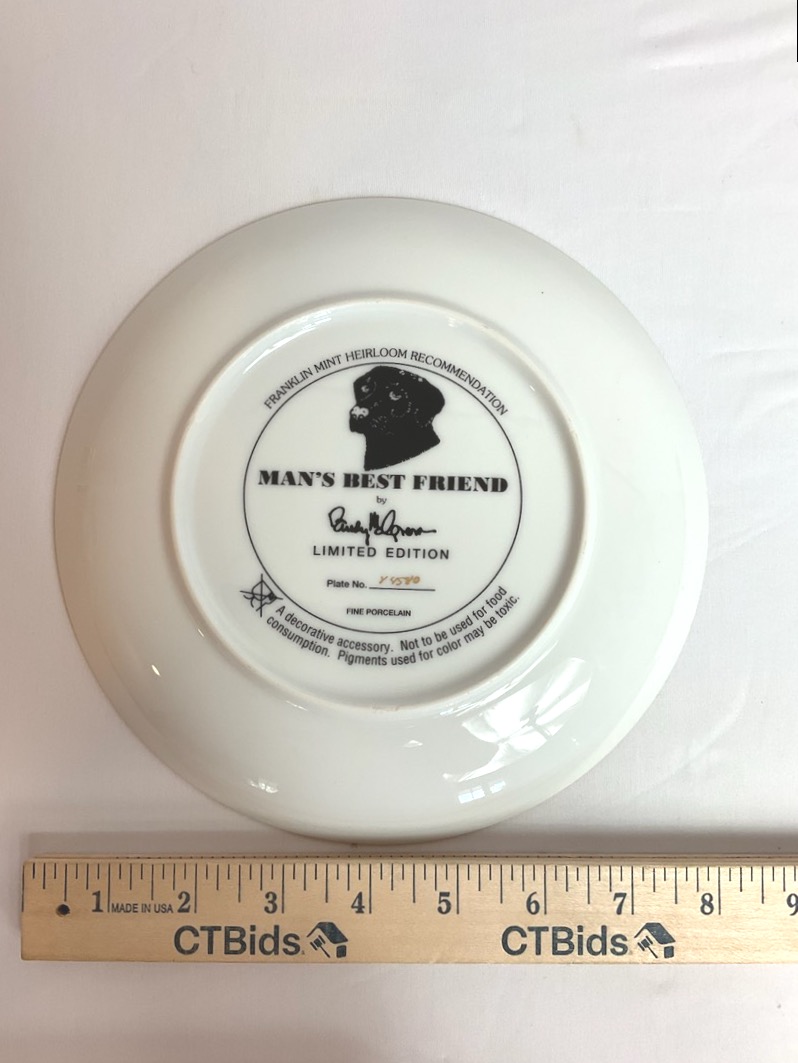 FRANKLIN MINT HEIRLOOM RECOMMENDATION
MAN'S BEST FRIEND
by
LIMITED EDITION
Plate No. Y4580
FINE PORCELAIN
A decorative accessory. Not to be used for food
consumption. Pigments used for color may be toxic.
1 MADE IN USA 2 3 4 5 6 7 8 9
CTBids CTBids